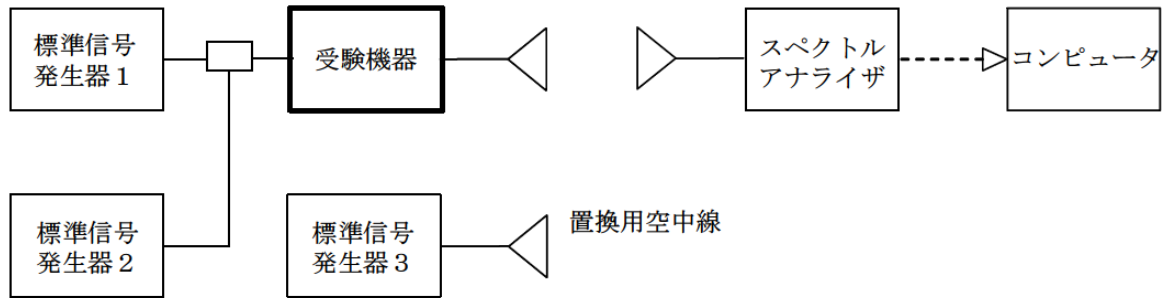 標準信号
発生器1
受験機器
スペクトル
アナライザ
コンピュータ
標準信号
発生器2
標準信号
発生器3
置換用空中線